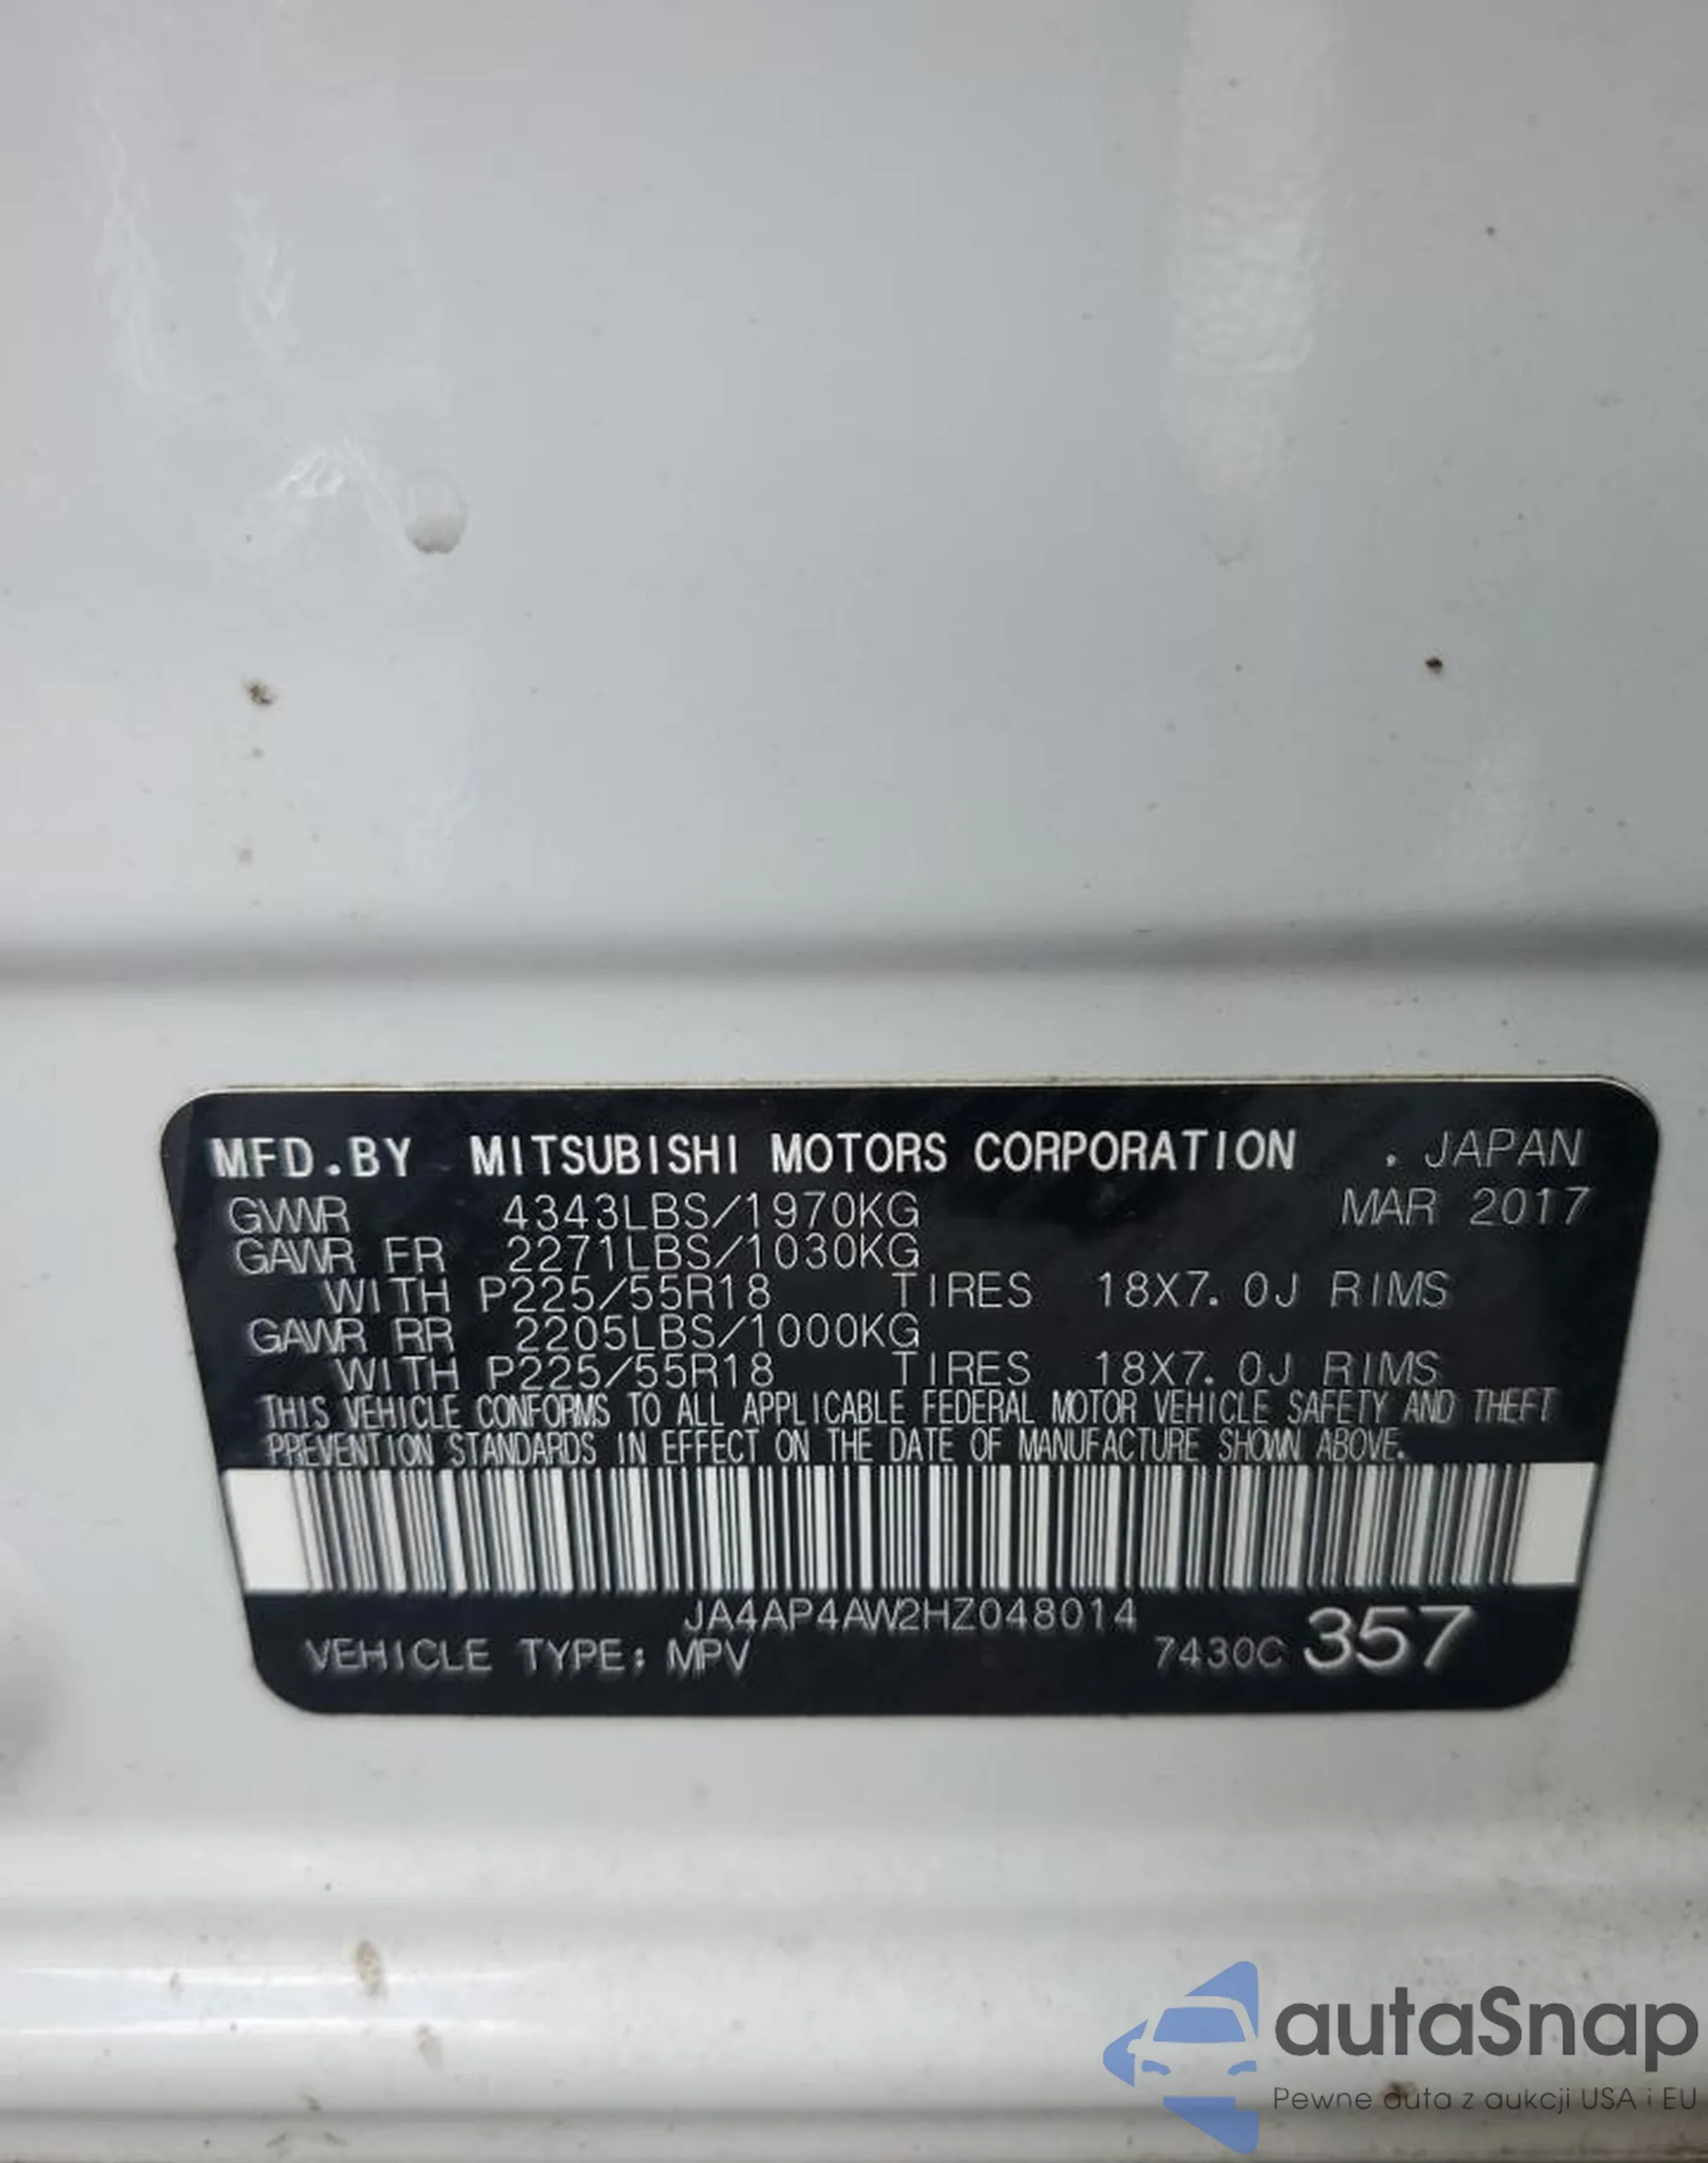 MFD.BY MITSUBISHI MOTORS CORPORATION . JAPAN
GVWR 4343LBS/1970KG MAR 2017
GAWR FR 2271LBS/1030KG
WITH P225/55R18 TIRES 18X7.0J RIMS
GAWR RR 2205LBS/1000KG
WITH P225/55R18 TIRES 18X7.0J RIMS
THIS VEHICLE CONFORMS TO ALL APPLICABLE FEDERAL MOTOR VEHICLE SAFETY AND THEFT
PREVENTION STANDARDS IN EFFECT ON THE DATE OF MANUFACTURE SHOWN ABOVE.
JA4AP4AW2HZ048014
VEHICLE TYPE: MPV 7430C 357
autaSnap
Pewne auta z aukcji USA i EU